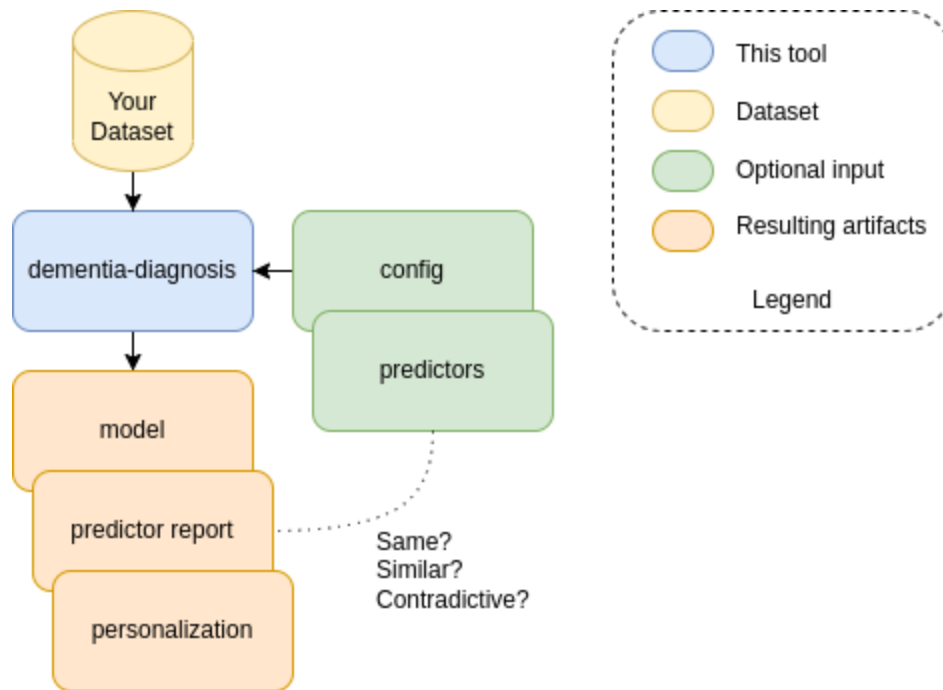 Your
Dataset
dementia-diagnosis
config
predictors
model
predictor report
personalization
Same?
Similar?
Contradictive?
This tool
Dataset
Optional input
Resulting artifacts
Legend